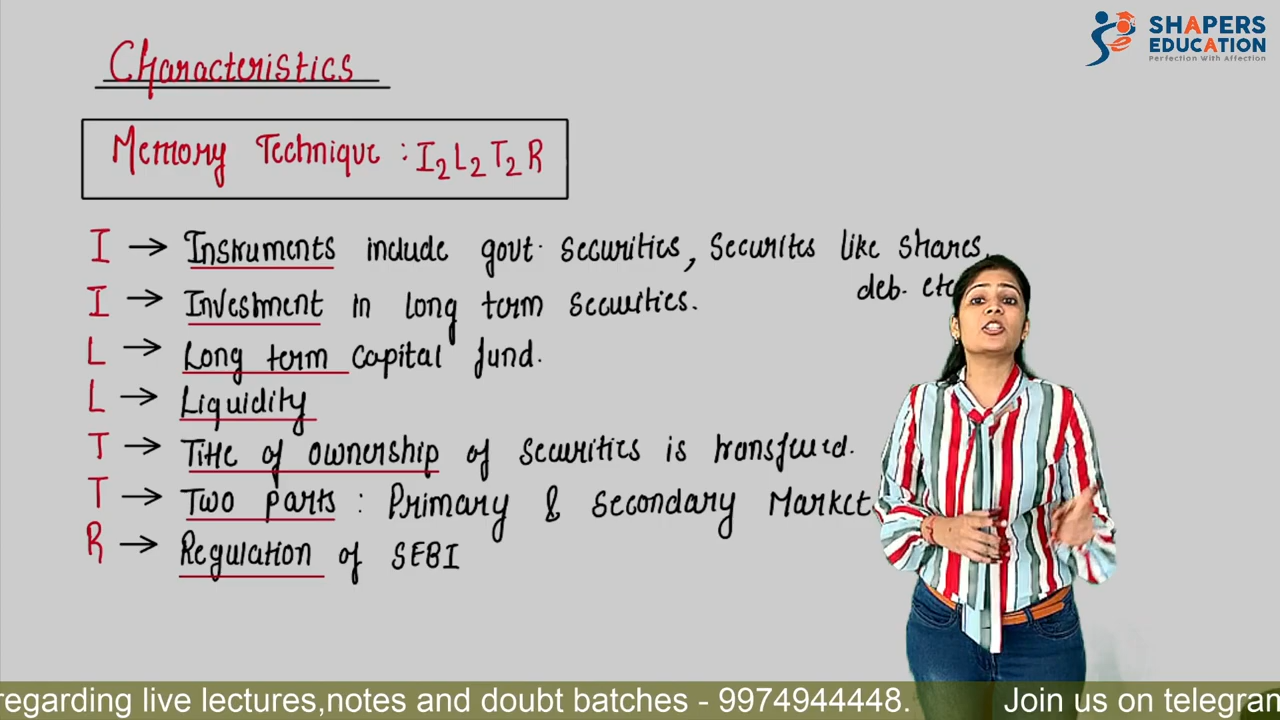 SHAPERS
EDUCATION
Perfection With Affection
Characteristics
Memory Technique : I2 L2 T2 R
I → Instruments include govt. securities, securites like shares,
deb. etc
I → Investment in long term securities.
L → Long term capital fund.
L → Liquidity
T → Title of ownership of securities is transfured.
T → Two parts : Primary & Secondary Market
R → Regulation of SEBI
regarding live lectures,notes and doubt batches - 9974944448. Join us on telegran